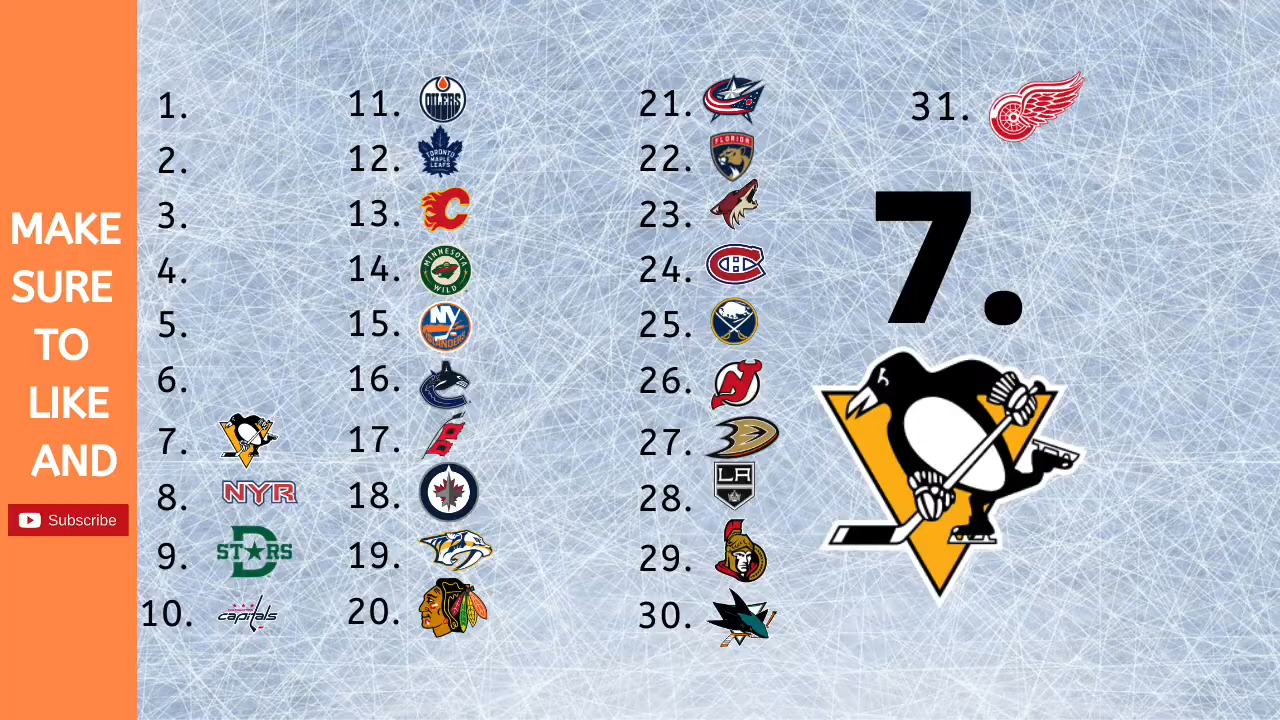 MAKE
SURE
TO
LIKE
AND
Subscribe
1.
2.
3.
4.
5.
6.
7.
8. NYR
9. STARS
10. capitals
11. OILERS
12. TORONTO MAPLE LEAFS
13. C
14. MINNESOTA WILD
15. NY ISLANDERS
16.
17.
18.
19.
20.
21.
22. FLORIDA
23.
24. CH
25.
26. NJ
27.
28. LA
29.
30.
31.
7.